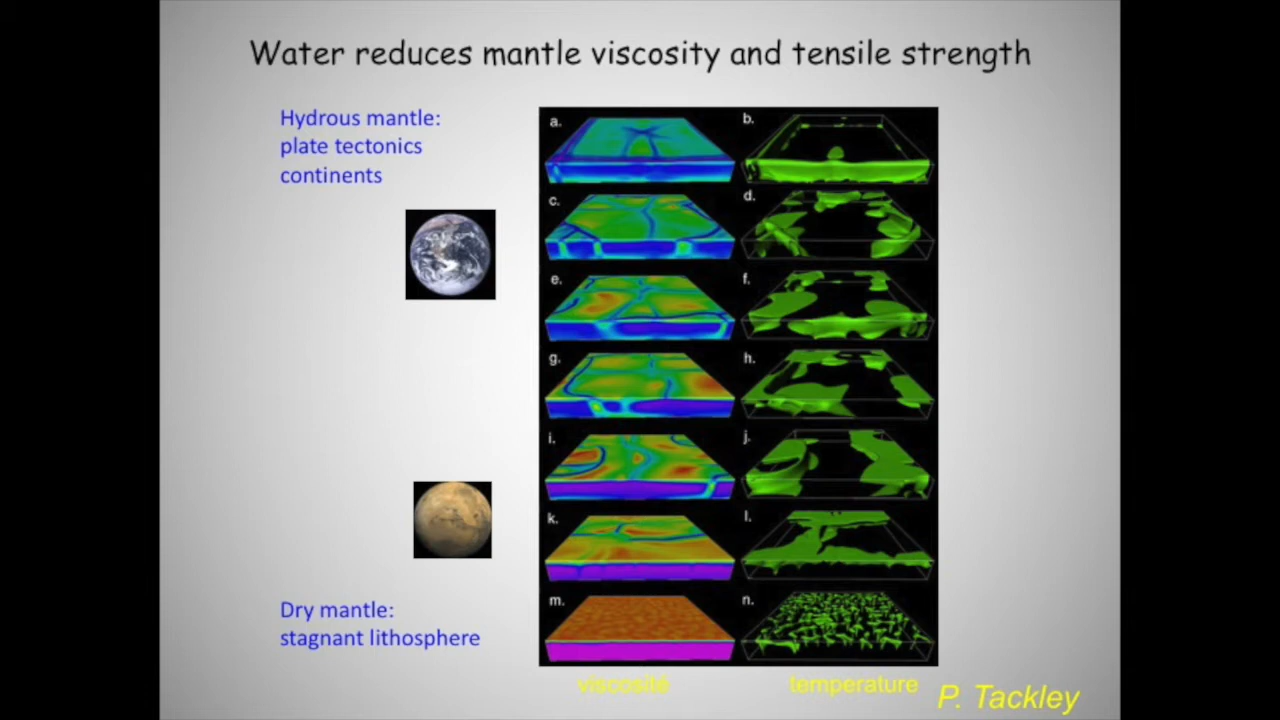 Water reduces mantle viscosity and tensile strength
Hydrous mantle:
plate tectonics
continents
Dry mantle:
stagnant lithosphere
a.
b.
c.
d.
e.
f.
g.
h.
i.
j.
k.
l.
m.
n.
viscosité
temperature
P. Tackley